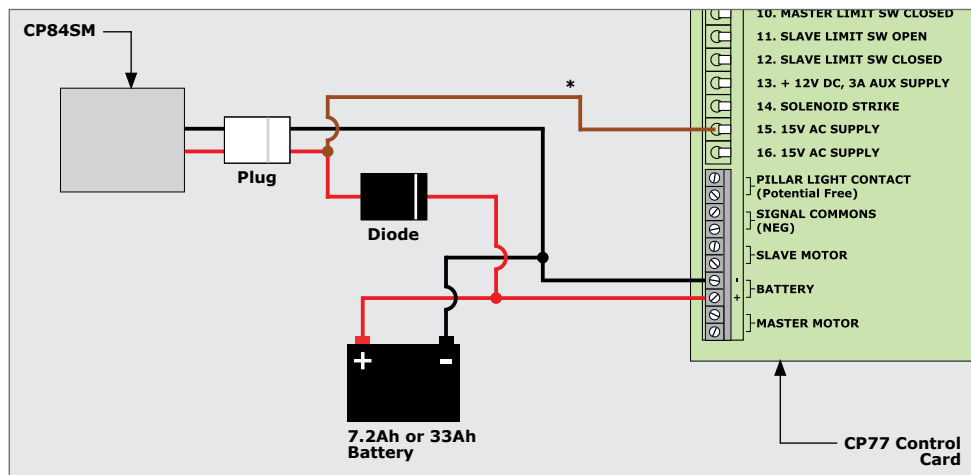 CP84SM
Plug
Diode
*
+
-
7.2Ah or 33Ah
Battery
10. MASTER LIMIT SW CLOSED
11. SLAVE LIMIT SW OPEN
12. SLAVE LIMIT SW CLOSED
13. + 12V DC, 3A AUX SUPPLY
14. SOLENOID STRIKE
15. 15V AC SUPPLY
16. 15V AC SUPPLY
PILLAR LIGHT CONTACT
(Potential Free)
SIGNAL COMMONS
(NEG)
SLAVE MOTOR
-
BATTERY
+
MASTER MOTOR
CP77 Control
Card